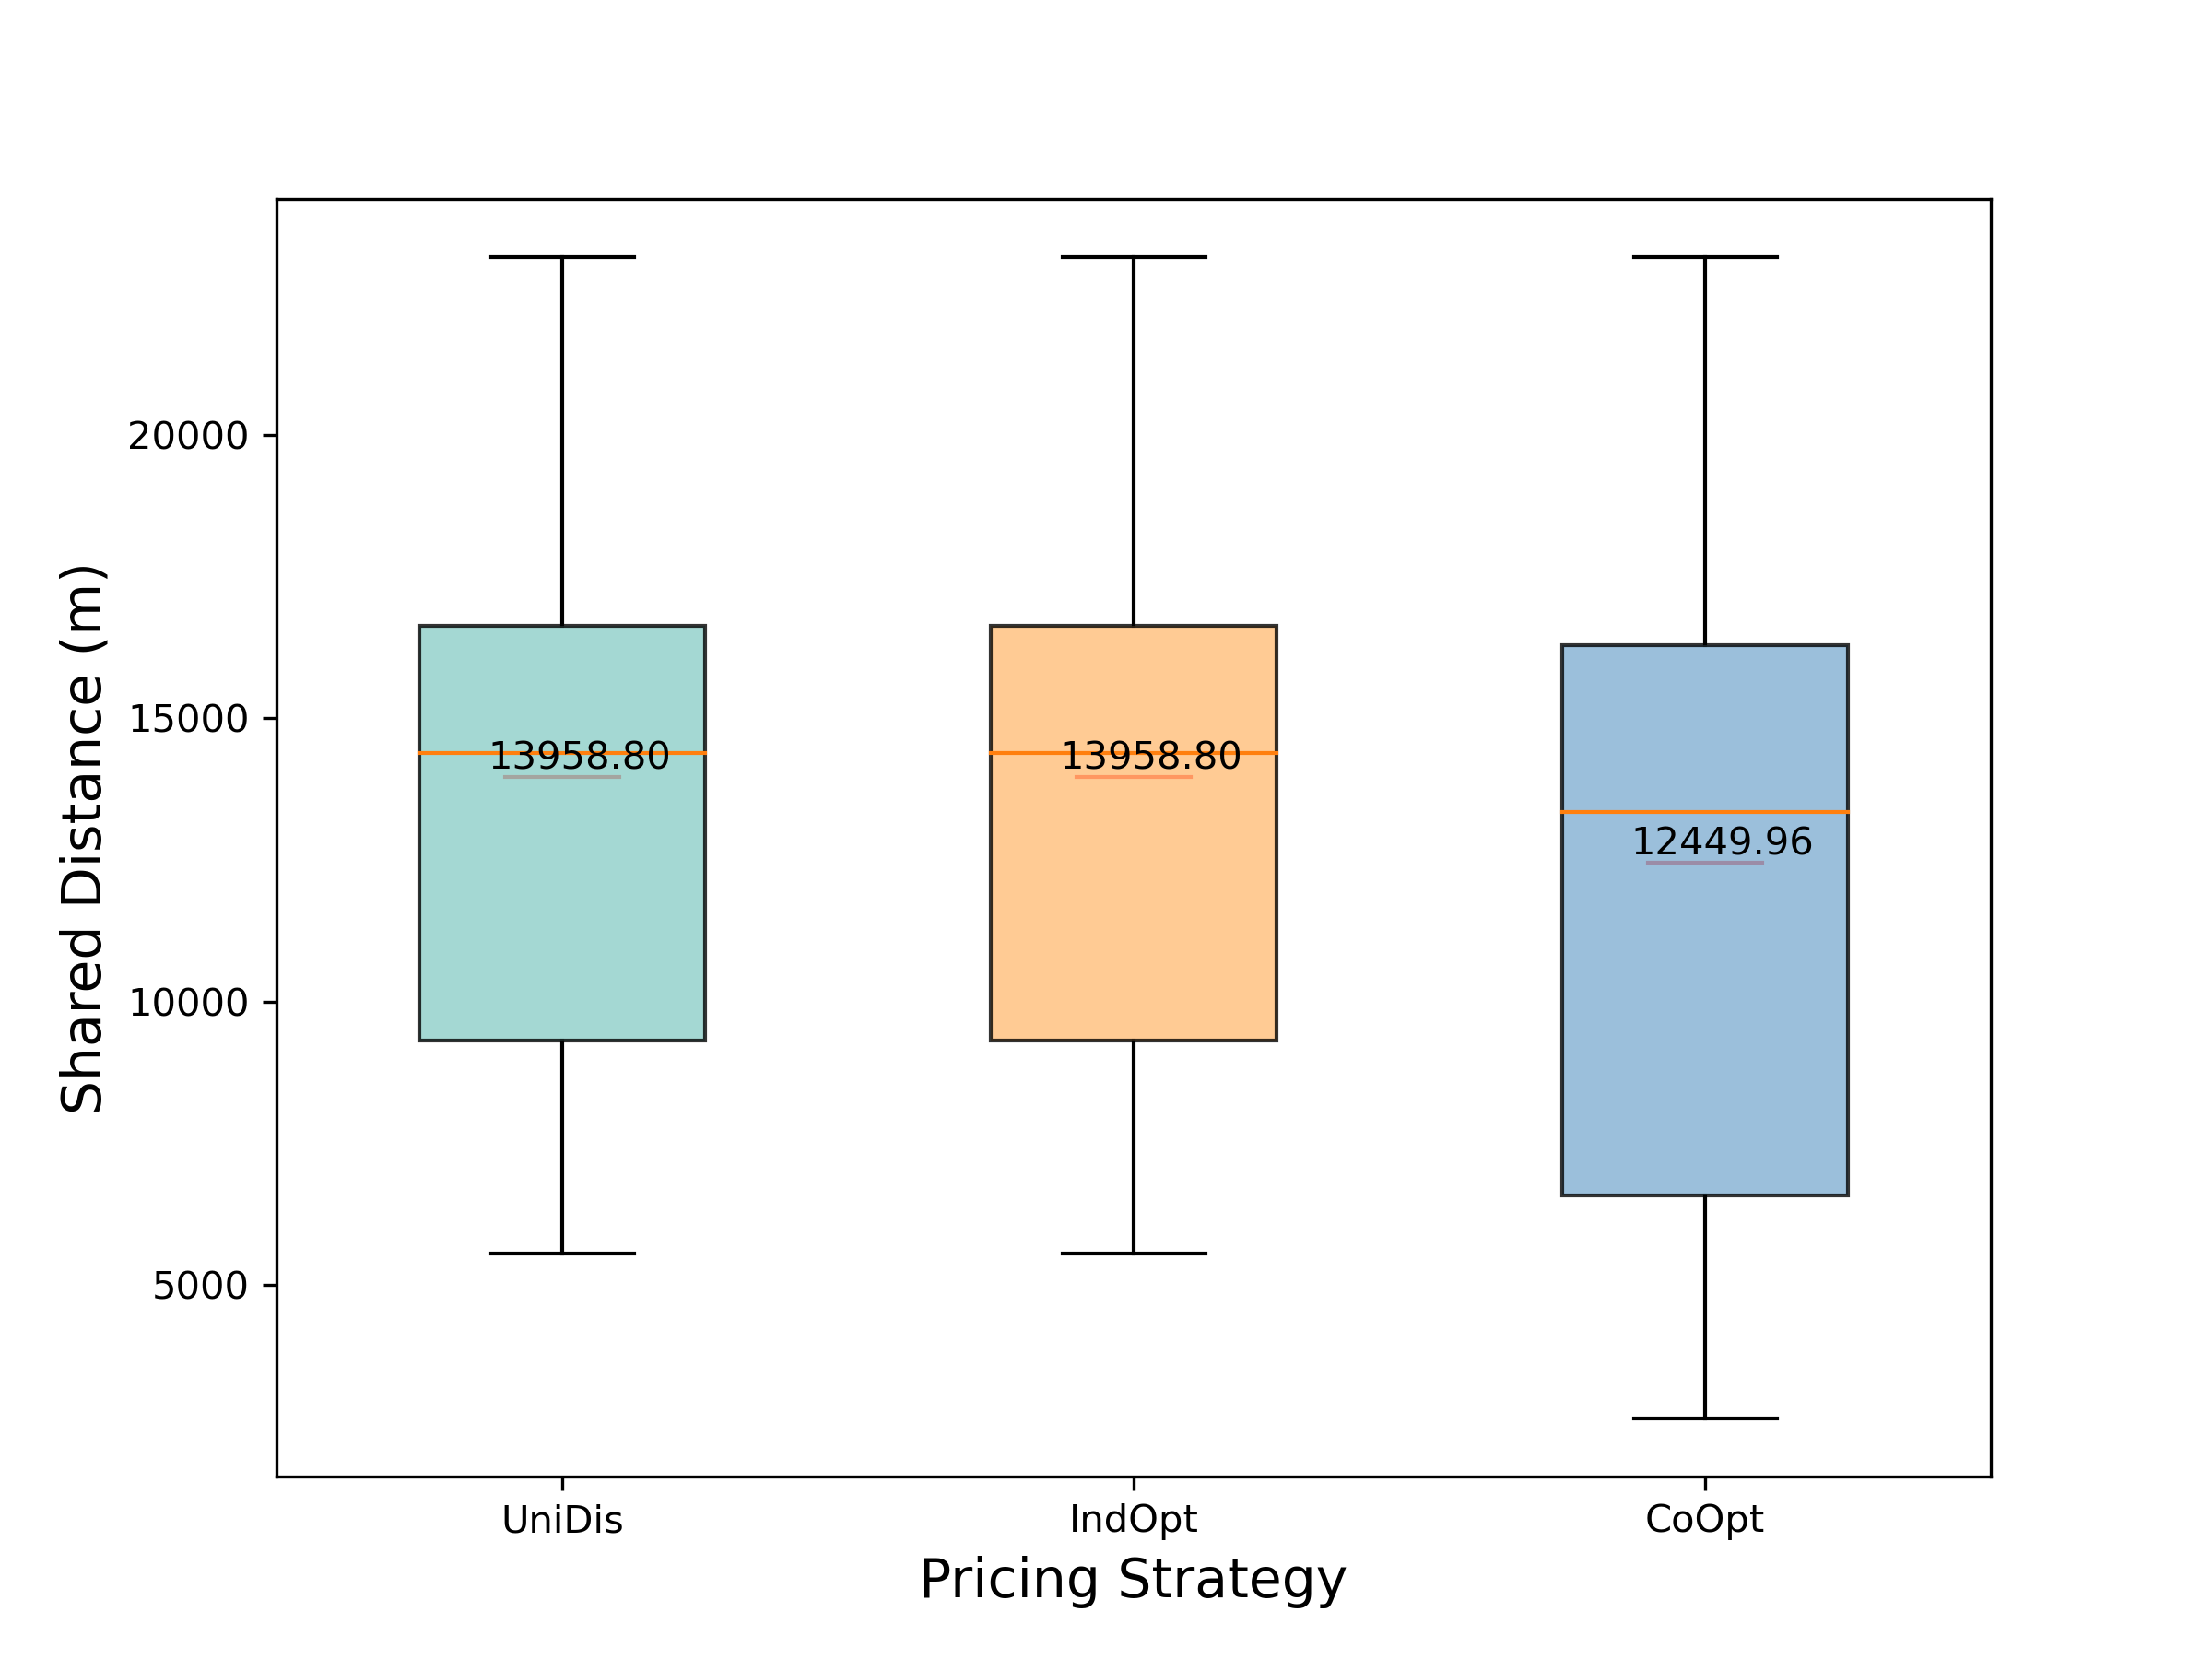 Shared Distance (m)
20000
15000
10000
5000
13958.80
13958.80
12449.96
UniDis
IndOpt
CoOpt
Pricing Strategy